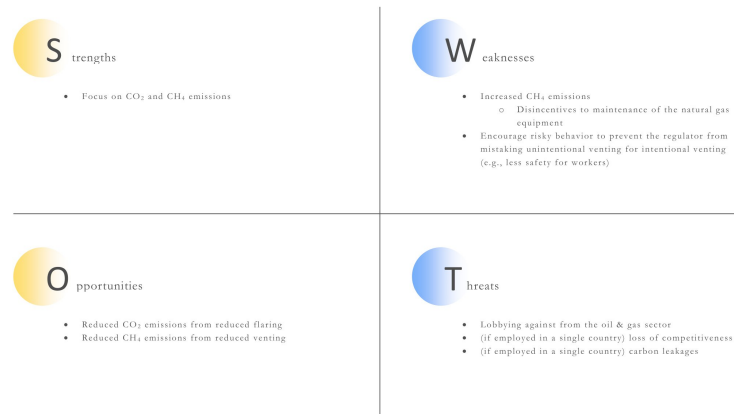 Strengths
• Focus on CO₂ and CH₄ emissions
Weaknesses
• Increased CH₄ emissions
o Disincentives to maintenance of the natural gas
equipment
• Encourage risky behavior to prevent the regulator from
mistaking unintentional venting for intentional venting
(e.g., less safety for workers)
Opportunities
• Reduced CO₂ emissions from reduced flaring
• Reduced CH₄ emissions from reduced venting
Threats
• Lobbying against from the oil & gas sector
• (if employed in a single country) loss of competitiveness
• (if employed in a single country) carbon leakages